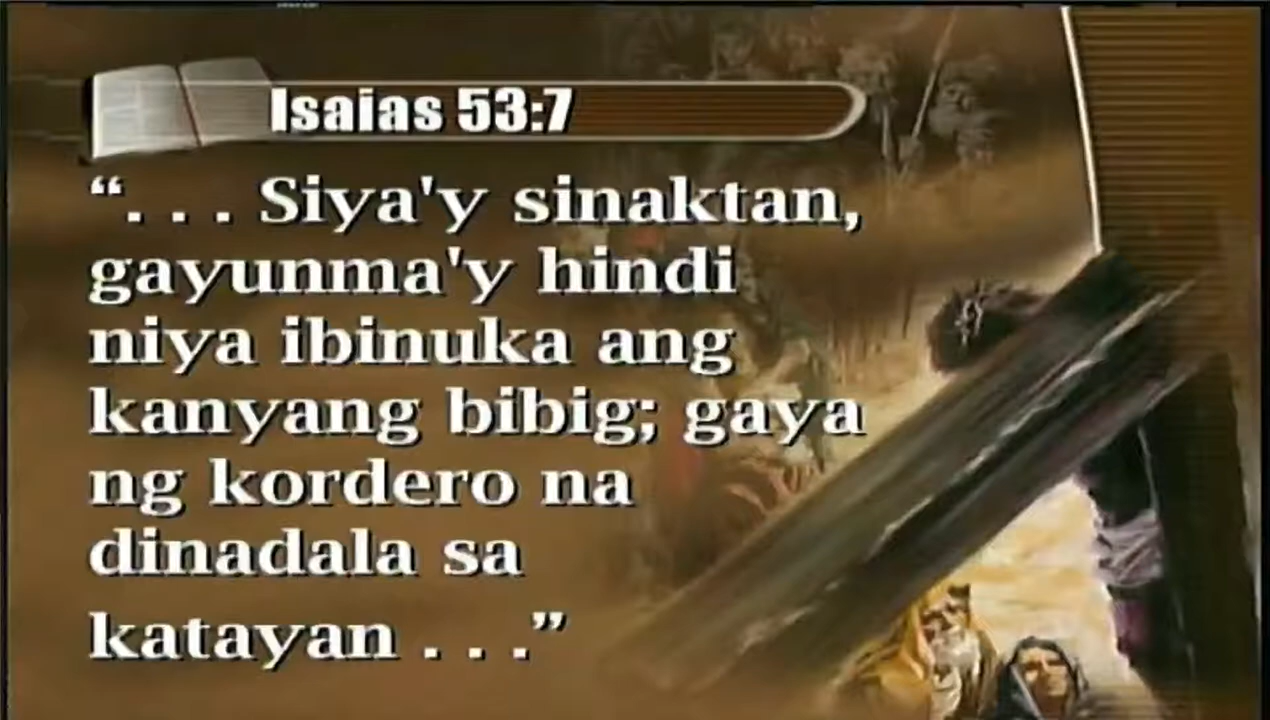 Isaias 53:7
“. . . Siya'y sinaktan,
gayunma'y hindi
niya ibinuka ang
kanyang bibig; gaya
ng kordero na
dinadala sa
katayan . . .”